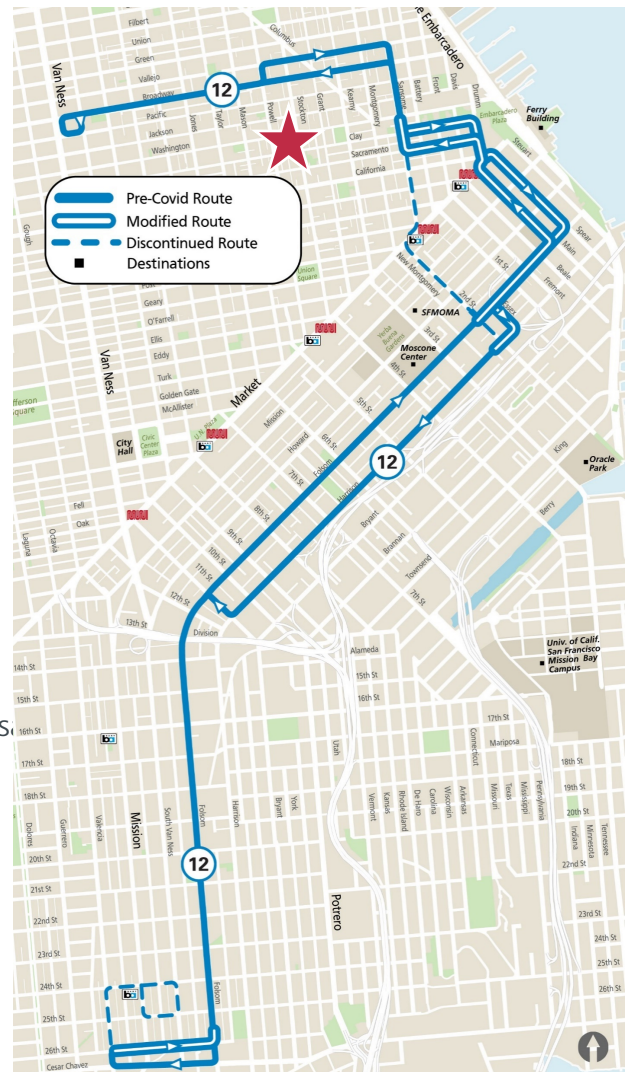 Filbert
Union
Green
Vallejo
Broadway
Pacific
Jackson
Washington
Van Ness
Columbus
The Embarcadero
12
Jones
Taylor
Mason
Powell
Stockton
Grant
Kearny
Montgomery
Sansome
Battery
Front
Davis
Drumm
Embarcadero
Plaza
Ferry
Building
Steuart
Clay
Sacramento
California
Pre-Covid Route
Modified Route
Discontinued Route
Destinations
Gough
Spear
Main
Beale
Fremont
1st St
2nd St
New Montgomery
Union
Square
Post
Geary
O'Farrell
Ellis
Eddy
Turk
Golden Gate
McAllister
SFMOMA
3rd St
Yerba
Buena
Gardens
Moscone
Center
4th St
5th St
Van Ness
Market
Mission
Howard
6th St
Folsom
7th St
Harrison
12
8th St
9th St
10th St
11th St
12th St
13th St
Division
U.N. Plaza
City
Hall
Civic
Center
Plaza
Fell
Oak
Laguna
Octavia
King
Oracle
Park
Berry
Bryant
Brannan
Townsend
7th St
Alameda
Univ. of Calif.
San Francisco
Mission Bay
Campus
14th St
15th St
15th St
16th St
16th St
17th St
17th St
Mariposa
18th St
18th St
19th St
20th St
20th St
21st St
22nd St
22nd St
23rd St
23rd St
24th St
24th St
25th St
25th St
26th St
26th St
Cesar Chavez
Dolores
Guerrero
Valencia
Mission
South Van Ness
Folsom
Harrison
Bryant
York
Utah
Vermont
Kansas
Rhode Island
De Haro
Carolina
Wisconsin
Arkansas
Connecticut
Missouri
Texas
Mississippi
Pennsylvania
Indiana
Minnesota
Tennessee
12
Potrero
Folsom